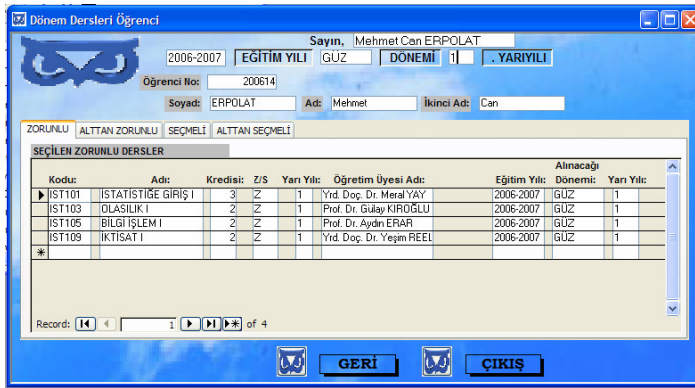 Dönem Dersleri Öğrenci
Sayın, Mehmet Can ERPOLAT
2006-2007 EĞİTİM YILI GÜZ DÖNEMİ 1 . YARIYILI
Öğrenci No: 200614
Soyad: ERPOLAT Ad: Mehmet İkinci Ad: Can
ZORUNLU ALTTAN ZORUNLU SEÇMELİ ALTTAN SEÇMELİ
SEÇİLEN ZORUNLU DERSLER
Alınacağı
Kodu: Adı: Kredisi: Z/S Yarı Yılı: Öğretim Üyesi Adı: Eğitim Yılı: Dönemi: Yarı Yılı:
IST101 İSTATİSTİĞE GİRİŞ I 3 Z 1 Yrd. Doç. Dr. Meral YAY 2006-2007 GÜZ 1
IST103 OLASILIK I 2 Z 1 Prof. Dr. Gülay KIROĞLU 2006-2007 GÜZ 1
IST105 BİLGİ İŞLEM I 2 Z 1 Prof. Dr. Aydın ERAR 2006-2007 GÜZ 1
IST109 İKTİSAT I 2 Z 1 Yrd. Doç. Dr. Yeşim REEL 2006-2007 GÜZ 1
Record: 1 of 4
GERİ ÇIKIŞ